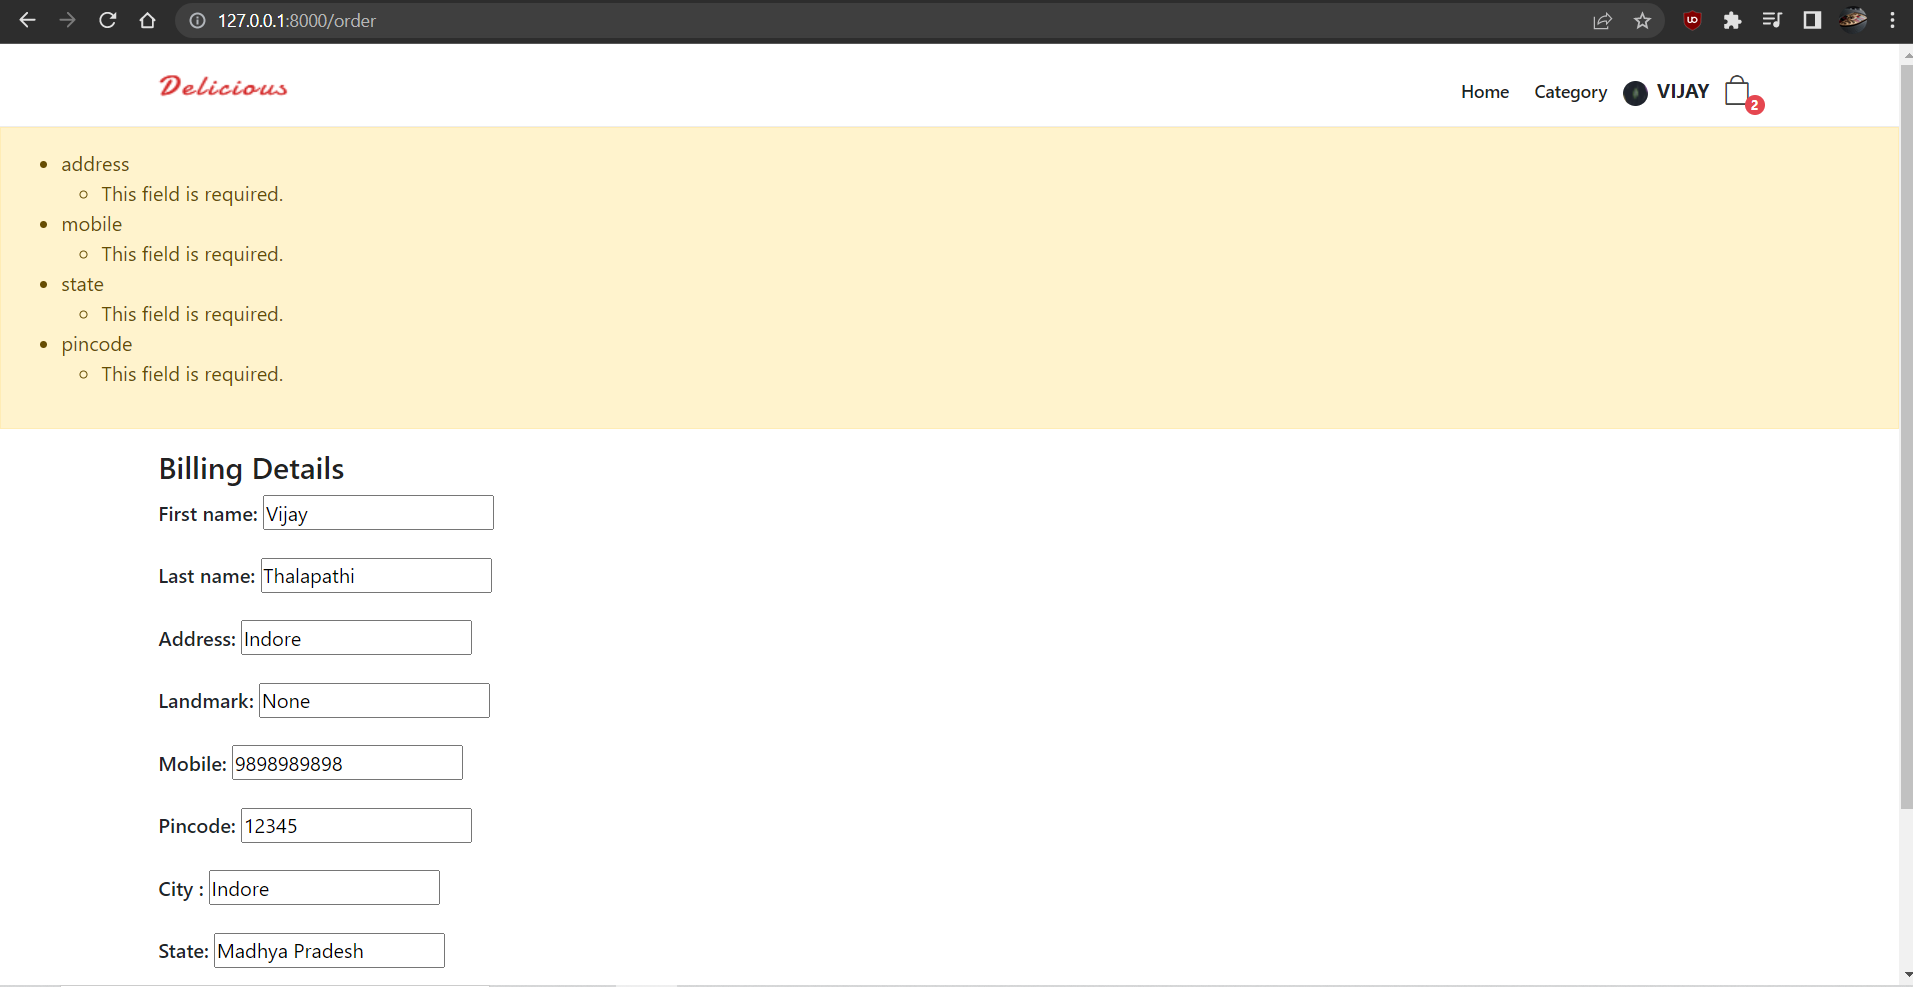 127.0.0.1:8000/order
Delicious
Home Category VIJAY 2
address
This field is required.
mobile
This field is required.
state
This field is required.
pincode
This field is required.
Billing Details
First name: Vijay
Last name: Thalapathi
Address: Indore
Landmark: None
Mobile: 9898989898
Pincode: 12345
City : Indore
State: Madhya Pradesh